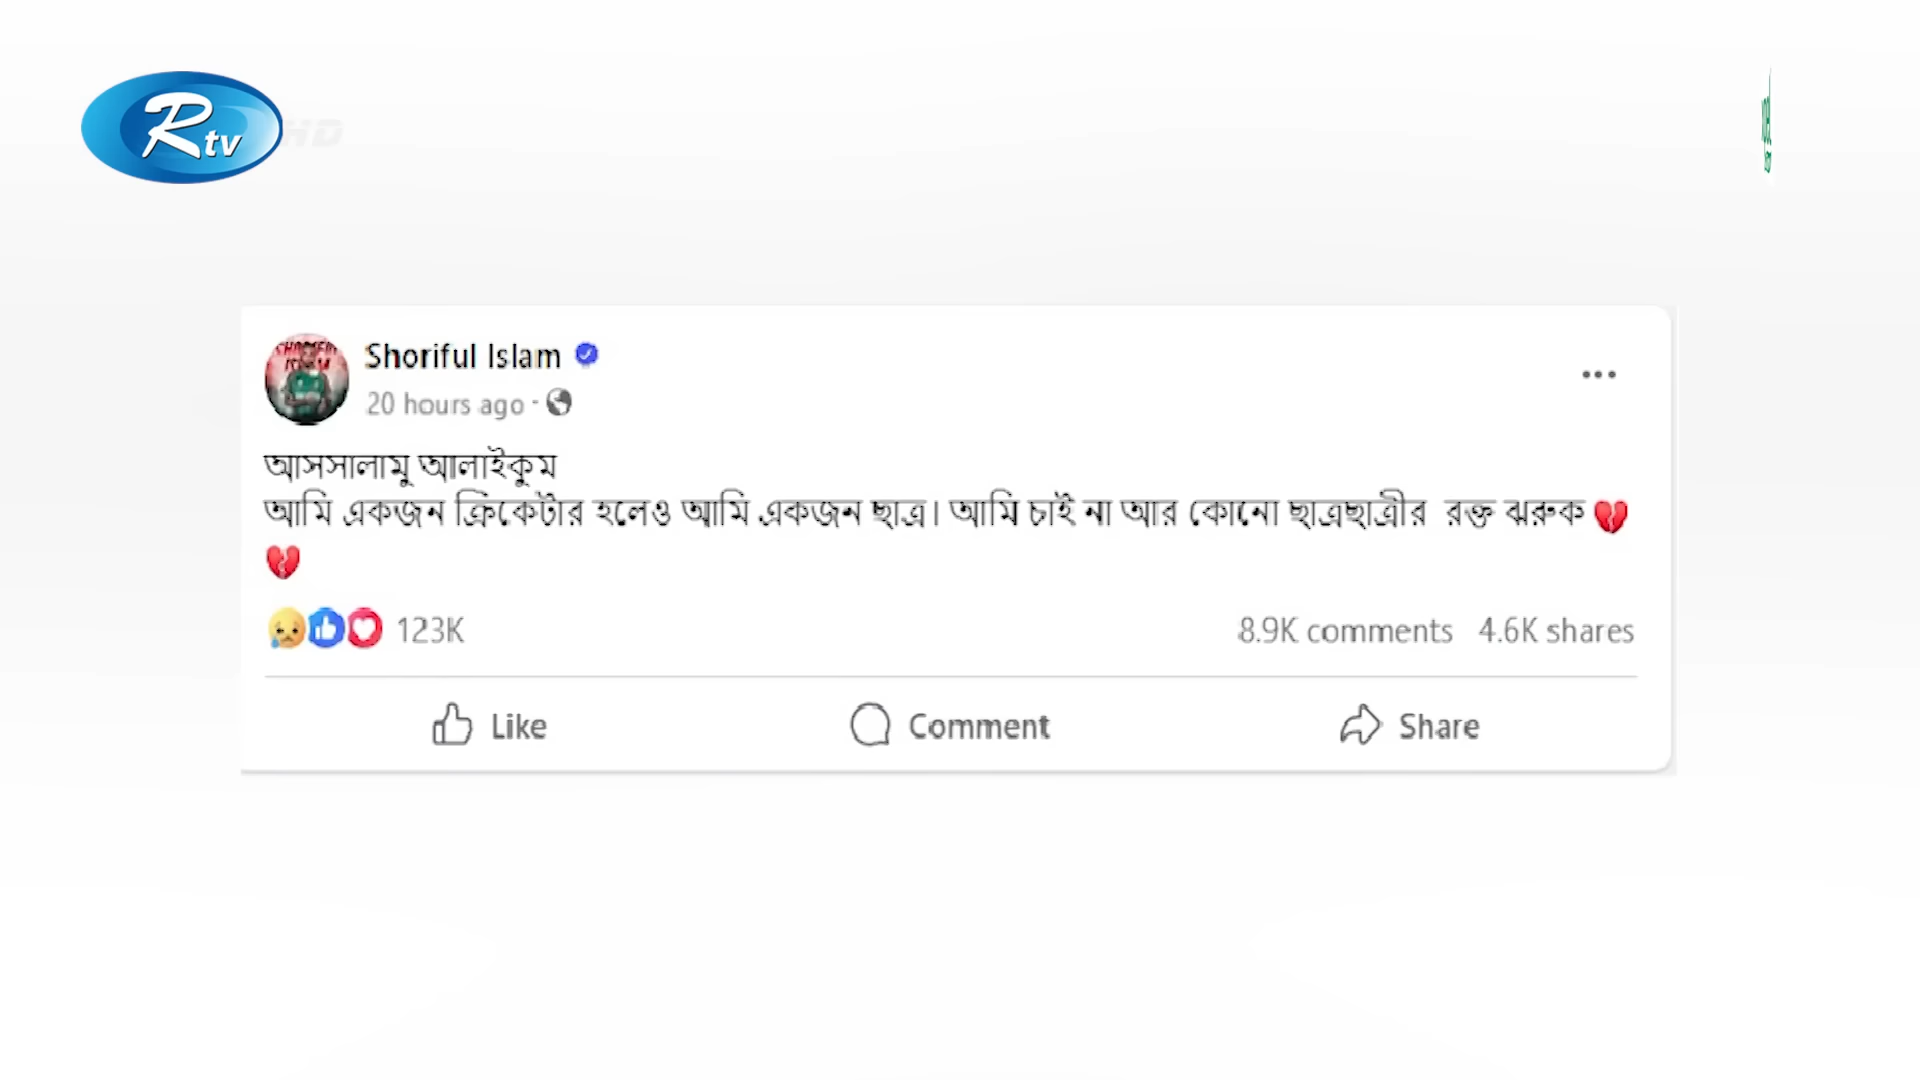 Rtv HD
Shoriful Islam
20 hours ago ·
আসসালামু আলাইকুম
আমি একজন ক্রিকেটার হলেও আমি একজন ছাত্র। আমি চাই না আর কোনো ছাত্রছাত্রীর রক্ত ঝরুক 💔
💔
123K 8.9K comments 4.6K shares
Like Comment Share